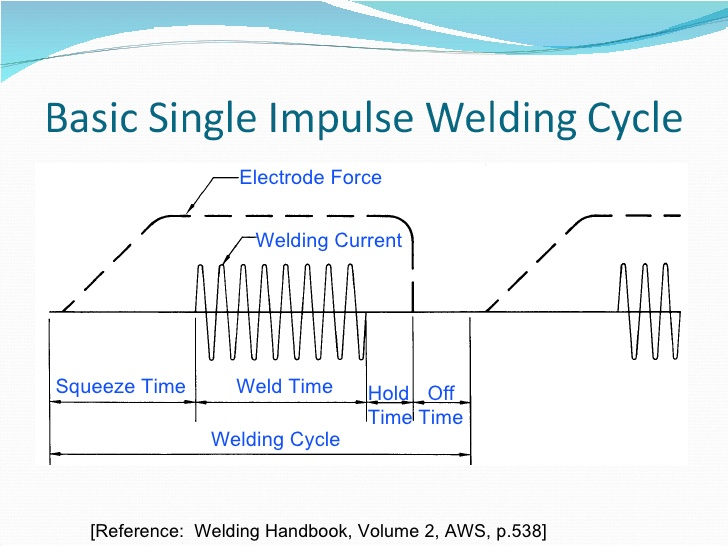 Basic Single Impulse Welding Cycle
Electrode Force
Welding Current
Squeeze Time
Weld Time
Hold Time
Off Time
Welding Cycle
[Reference:  Welding Handbook, Volume 2, AWS, p.538]